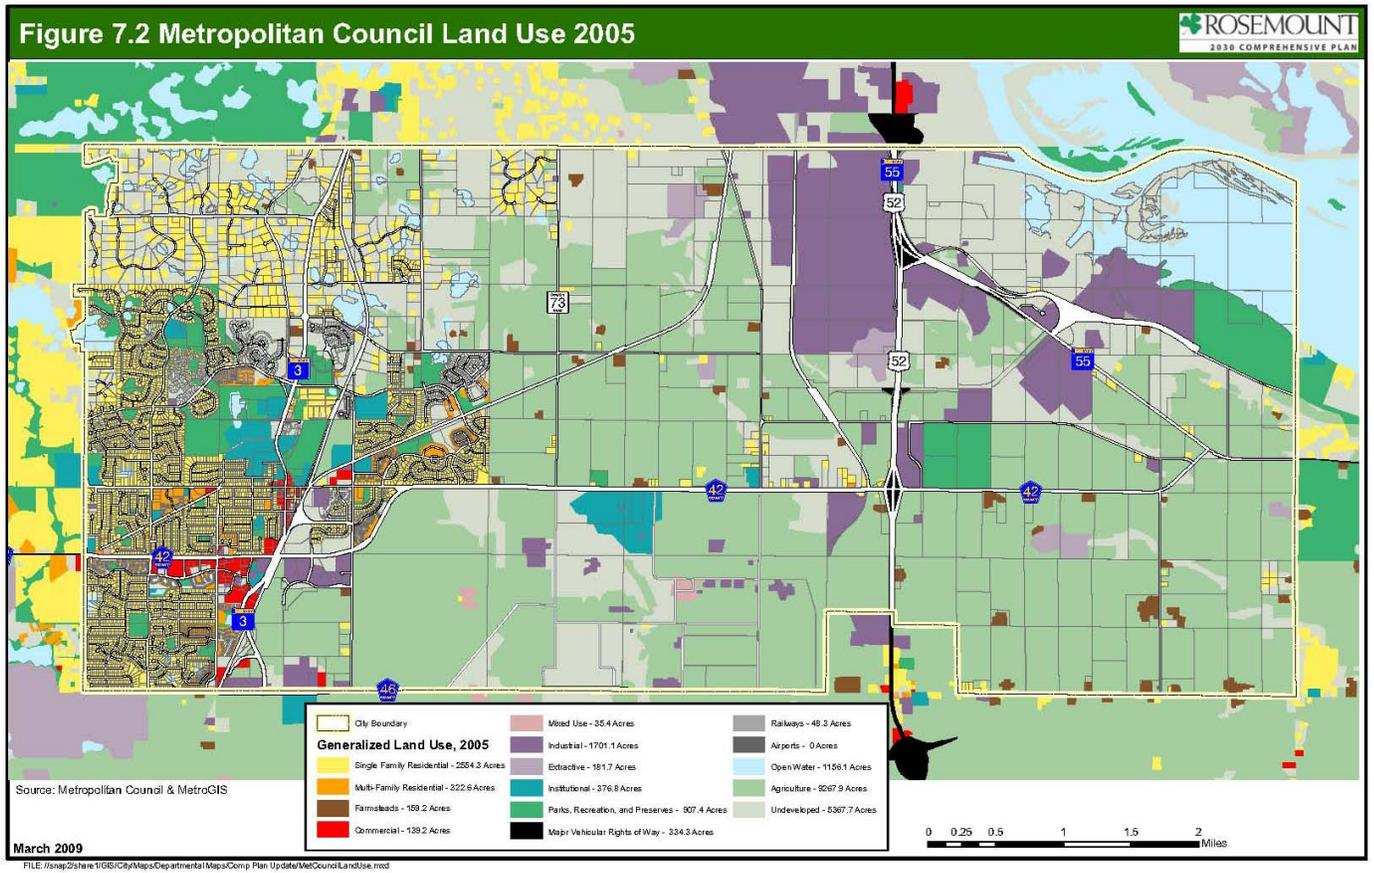 Figure 7.2 Metropolitan Council Land Use 2005
ROSEMOUNT
2030 COMPREHENSIVE PLAN
55
52
73
3
52
55
42
42
42
3
46
City Boundary
Generalized Land Use, 2005
Single Family Residential - 2554.3 Acres
Multi-Family Residential - 322.6 Acres
Farmsteads - 159.2 Acres
Commercial - 139.2 Acres
Mixed Use - 35.4 Acres
Industrial - 1701.1 Acres
Extractive - 181.7 Acres
Institutional - 376.8 Acres
Parks, Recreation, and Preserves - 907.4 Acres
Major Vehicular Rights of Way - 334.3 Acres
Railways - 48.3 Acres
Airports - 0 Acres
Open Water - 1156.1 Acres
Agriculture - 9267.9 Acres
Undeveloped - 5367.7 Acres
Source: Metropolitan Council & MetroGIS
0 0.25 0.5 1 1.5 2
Miles
March 2009
FILE: //snap2/share1/GIS/City/Maps/Departmental Maps/Comp Plan Update/MetCouncilLandUse.mxd